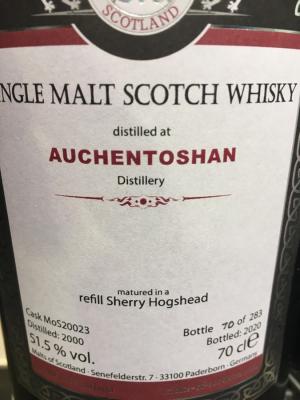 SCOTLAND
INGLE MALT SCOTCH WHISKY
distilled at
AUCHENTOSHAN
Distillery
matured in a
refill Sherry Hogshead
Cask MoS20023
Distilled: 2000
51.5 % vol.
Bottle 70 of 283
Bottled: 2020
70 cl e
Malts of Scotland · Senefelderstr. 7 · 33100 Paderborn · Germany